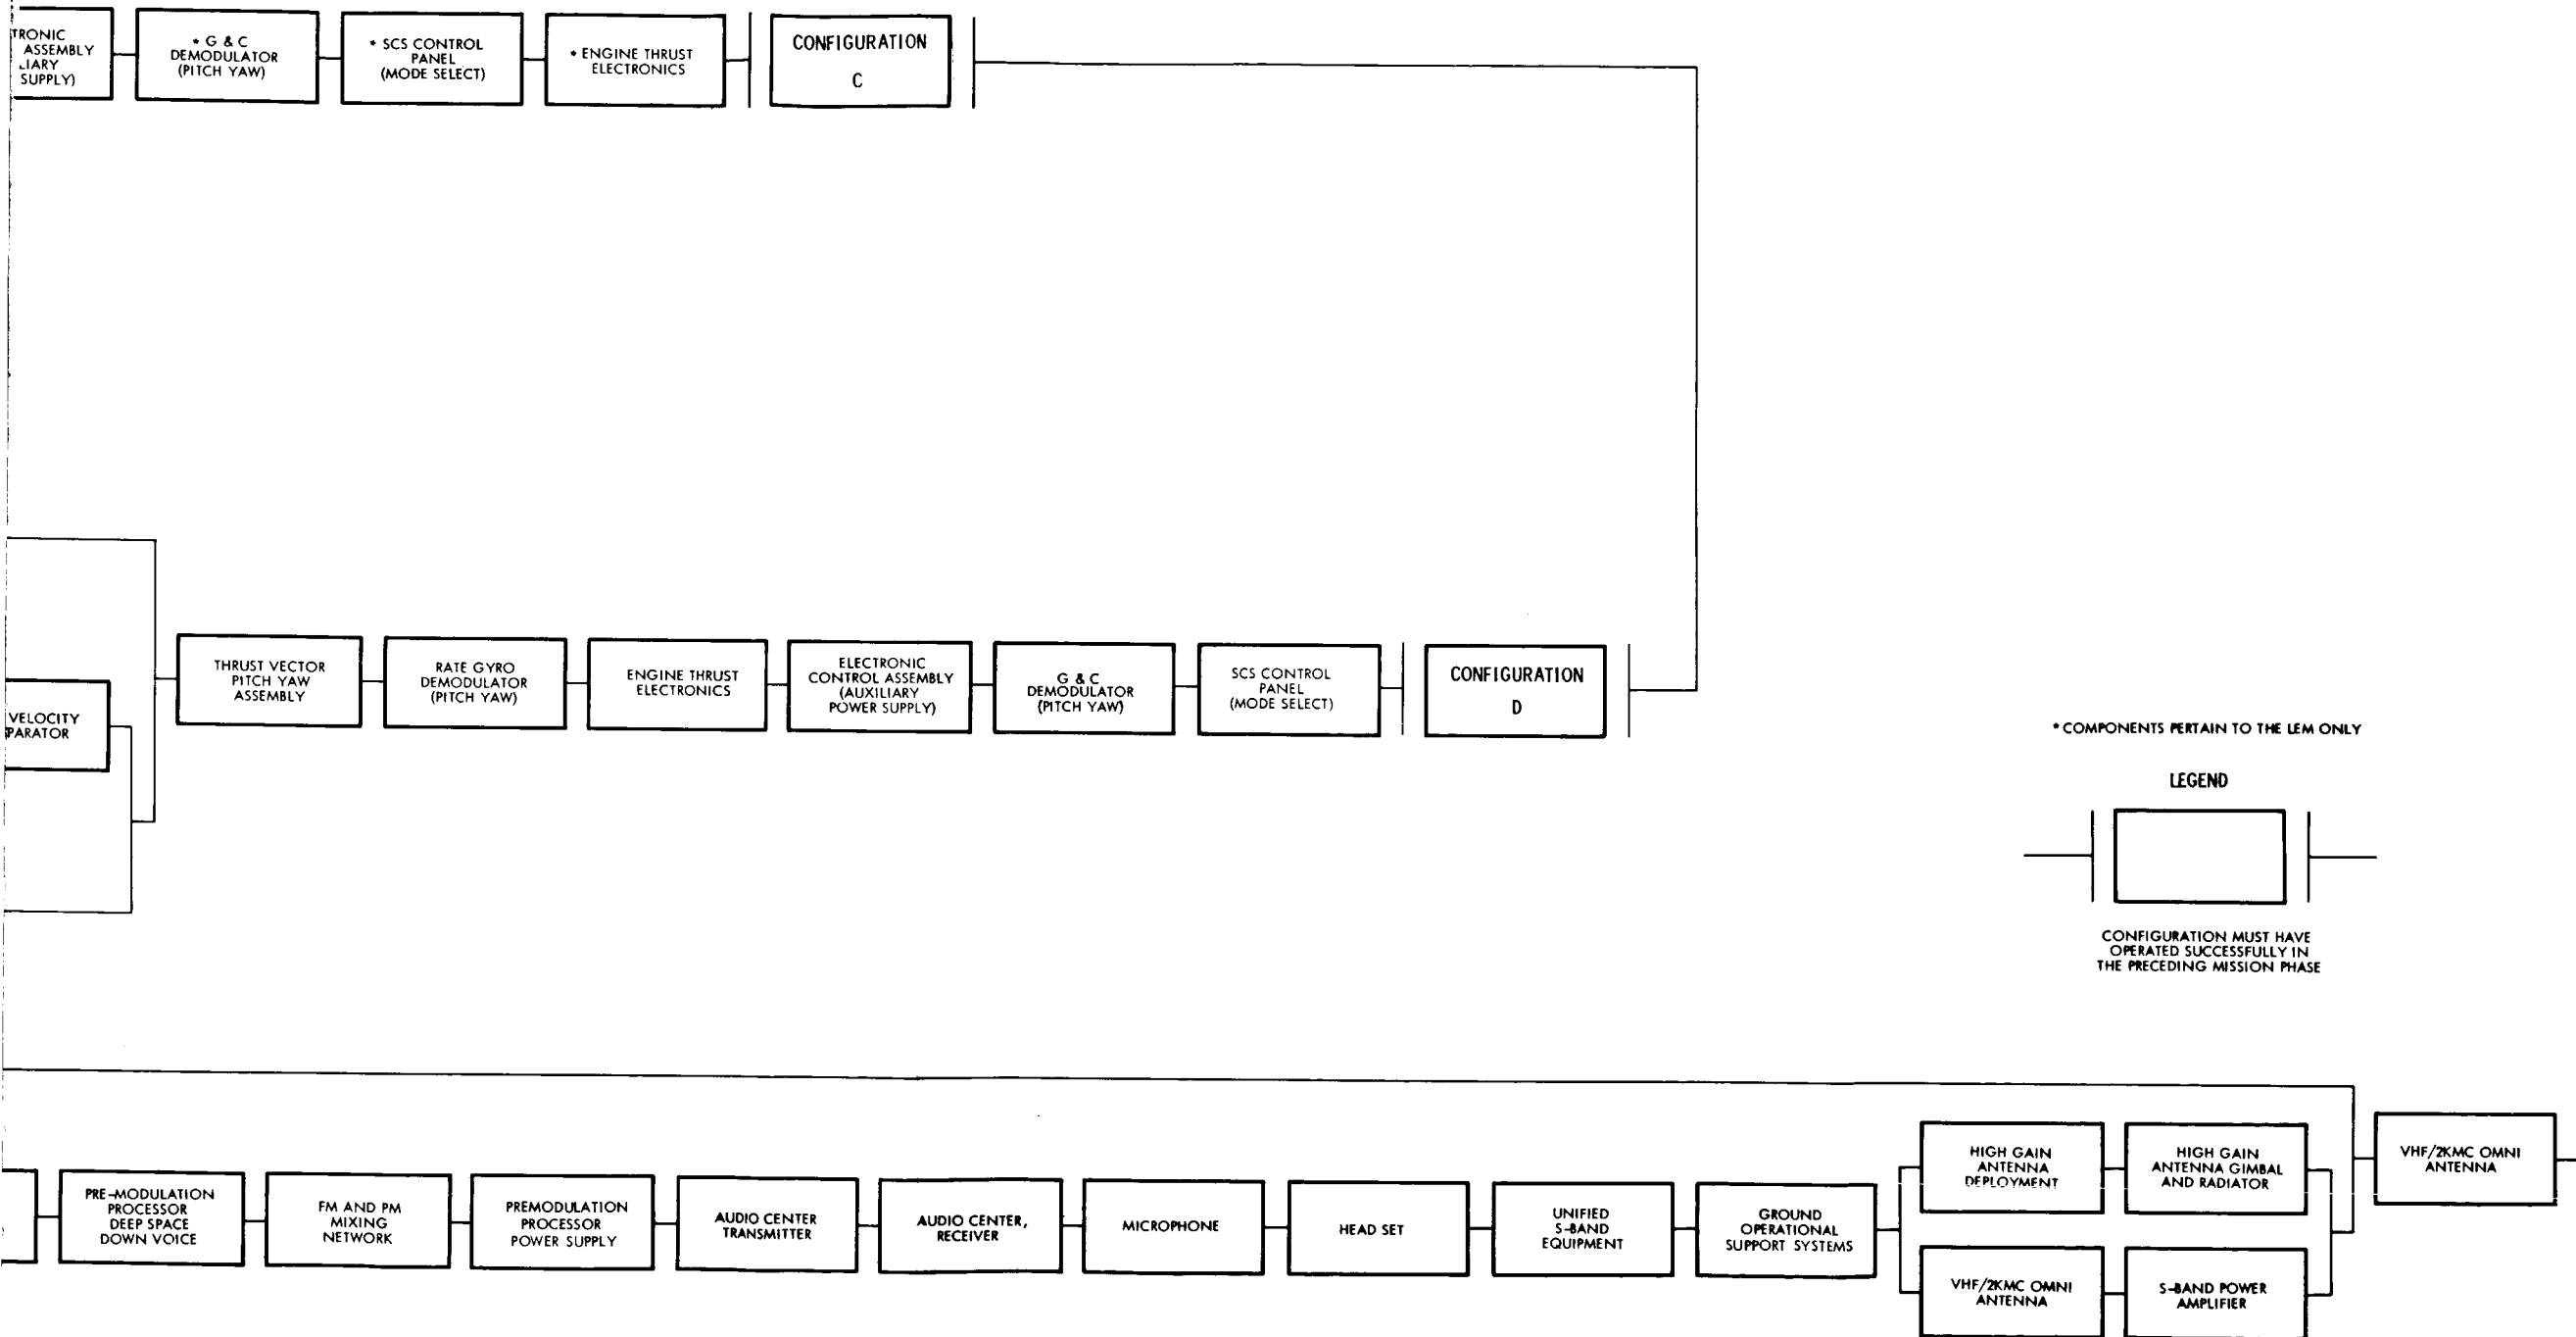 TRONIC
ASSEMBLY
LIARY
SUPPLY)
* G & C
DEMODULATOR
(PITCH YAW)
* SCS CONTROL
PANEL
(MODE SELECT)
* ENGINE THRUST
ELECTRONICS
CONFIGURATION
C
VELOCITY
PARATOR
THRUST VECTOR
PITCH YAW
ASSEMBLY
RATE GYRO
DEMODULATOR
(PITCH YAW)
ENGINE THRUST
ELECTRONICS
ELECTRONIC
CONTROL ASSEMBLY
(AUXILIARY
POWER SUPPLY)
G & C
DEMODULATOR
(PITCH YAW)
SCS CONTROL
PANEL
(MODE SELECT)
CONFIGURATION
D
* COMPONENTS PERTAIN TO THE LEM ONLY
LEGEND
CONFIGURATION MUST HAVE
OPERATED SUCCESSFULLY IN
THE PRECEDING MISSION PHASE
PRE-MODULATION
PROCESSOR
DEEP SPACE
DOWN VOICE
FM AND PM
MIXING
NETWORK
PREMODULATION
PROCESSOR
POWER SUPPLY
AUDIO CENTER
TRANSMITTER
AUDIO CENTER,
RECEIVER
MICROPHONE
HEAD SET
UNIFIED
S-BAND
EQUIPMENT
GROUND
OPERATIONAL
SUPPORT SYSTEMS
HIGH GAIN
ANTENNA
DEPLOYMENT
HIGH GAIN
ANTENNA GIMBAL
AND RADIATOR
VHF/2KMC OMNI
ANTENNA
S-BAND POWER
AMPLIFIER
VHF/2KMC OMNI
ANTENNA